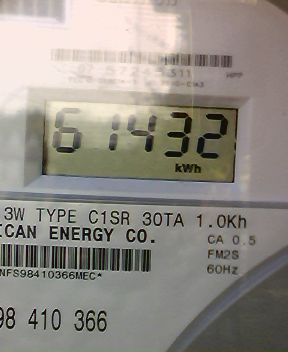 61432
kWh
3W TYPE C1SR 30TA 1.0Kh
ICAN ENERGY CO.
CA 0.5
FM2S
60Hz
NFS98410366MEC*
98 410 366